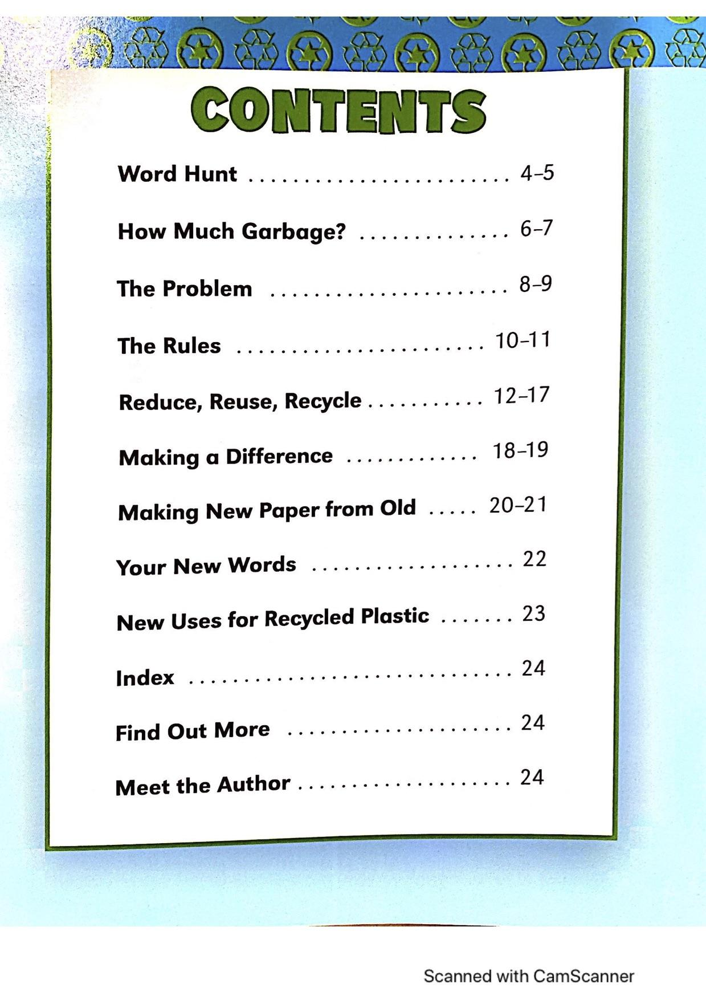 CONTENTS
Word Hunt ........................ 4–5
How Much Garbage? .............. 6–7
The Problem ...................... 8–9
The Rules ....................... 10–11
Reduce, Reuse, Recycle ........... 12–17
Making a Difference ............. 18–19
Making New Paper from Old ..... 20–21
Your New Words ................... 22
New Uses for Recycled Plastic ....... 23
Index .............................. 24
Find Out More ..................... 24
Meet the Author .................... 24
Scanned with CamScanner